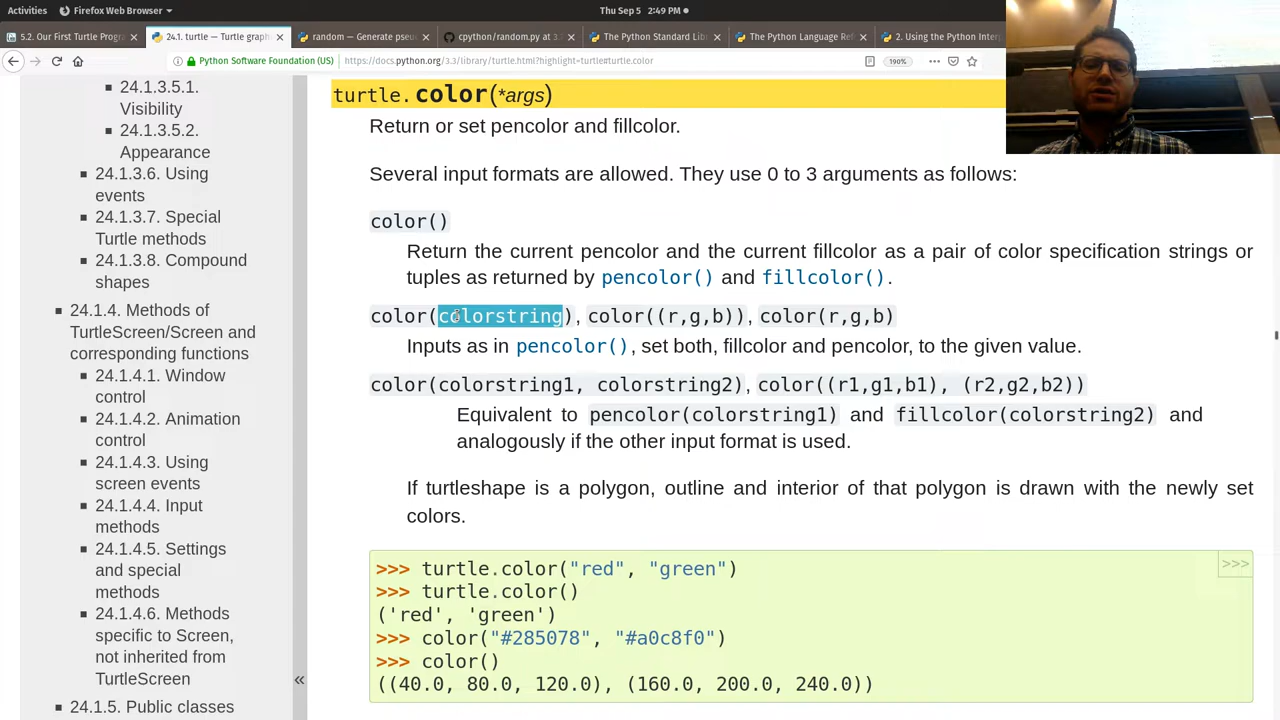 Activities
Firefox Web Browser
Thu Sep 5 2:49 PM
5.2. Our First Turtle Progra
24.1. turtle — Turtle graph
random — Generate pseu
cpython/random.py at 3.
The Python Standard Lib
The Python Language Ref
2. Using the Python Interp
Python Software Foundation (US)
https://docs.python.org/3.3/library/turtle.html?highlight=turtle#turtle.color
190%
24.1.3.5.1.
Visibility
24.1.3.5.2.
Appearance
24.1.3.6. Using
events
24.1.3.7. Special
Turtle methods
24.1.3.8. Compound
shapes
24.1.4. Methods of
TurtleScreen/Screen and
corresponding functions
24.1.4.1. Window
control
24.1.4.2. Animation
control
24.1.4.3. Using
screen events
24.1.4.4. Input
methods
24.1.4.5. Settings
and special
methods
24.1.4.6. Methods
specific to Screen,
not inherited from
TurtleScreen
24.1.5. Public classes
«
turtle.color(*args)
Return or set pencolor and fillcolor.
Several input formats are allowed. They use 0 to 3 arguments as follows:
color()
Return the current pencolor and the current fillcolor as a pair of color specification strings or
tuples as returned by pencolor() and fillcolor().
color(colorstring), color((r,g,b)), color(r,g,b)
Inputs as in pencolor(), set both, fillcolor and pencolor, to the given value.
color(colorstring1, colorstring2), color((r1,g1,b1), (r2,g2,b2))
Equivalent to pencolor(colorstring1) and fillcolor(colorstring2) and
analogously if the other input format is used.
If turtleshape is a polygon, outline and interior of that polygon is drawn with the newly set
colors.
>>>
>>> turtle.color("red", "green")
>>> turtle.color()
('red', 'green')
>>> color("#285078", "#a0c8f0")
>>> color()
((40.0, 80.0, 120.0), (160.0, 200.0, 240.0))